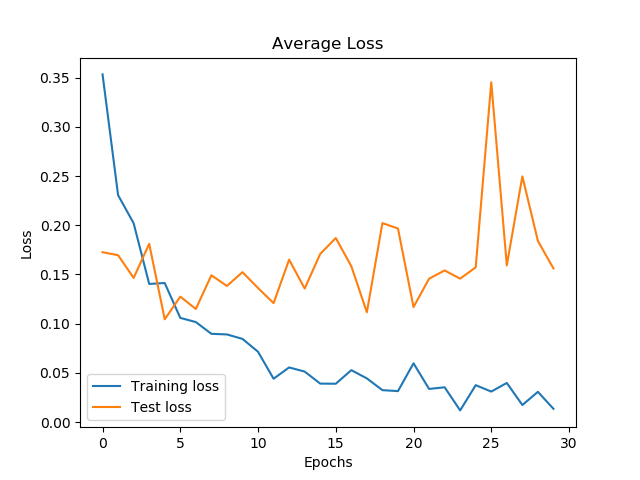 Average Loss
Loss
0.35
0.30
0.25
0.20
0.15
0.10
0.05
0.00
Training loss
Test loss
0 5 10 15 20 25 30
Epochs